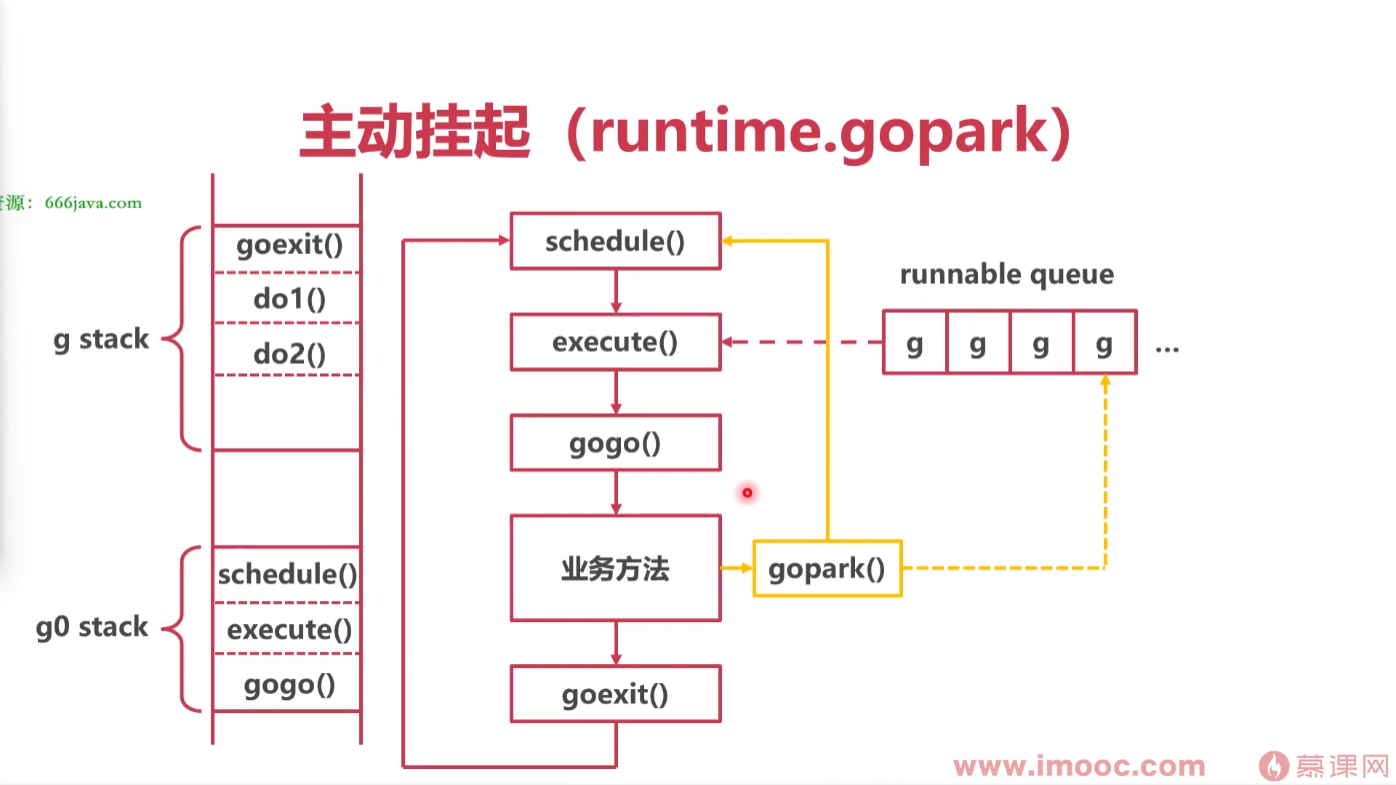 主动挂起（runtime.gopark）
资源：666java.com
goexit()
do1()
do2()
g stack
schedule()
execute()
gogo()
g0 stack
schedule()
execute()
gogo()
业务方法
gopark()
goexit()
runnable queue
g g g g ...
www.imooc.com
慕课网